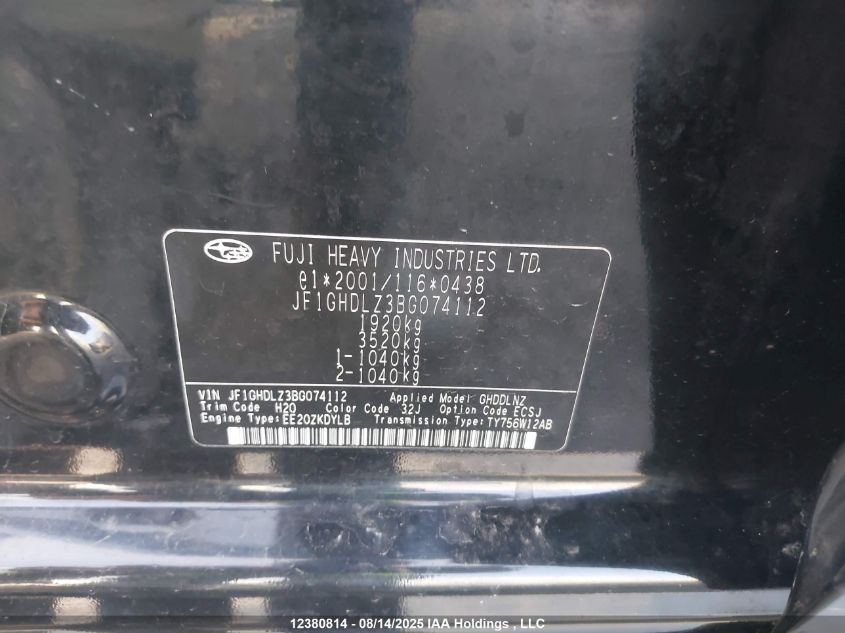 FUJI HEAVY INDUSTRIES LTD.
e1*2001/116*0438
JF1GHDLZ3BG074112
1920kg
3520kg
1-1040kg
2-1040kg
VIN JF1GHDLZ3BG074112 Applied Model GHDDLNZ
Trim Code H20 Color Code 32J Option Code ECSJ
Engine Type: EE20ZKDYLB Transmission Type: TY756W12AB
12380814 - 08/14/2025 IAA Holdings , LLC